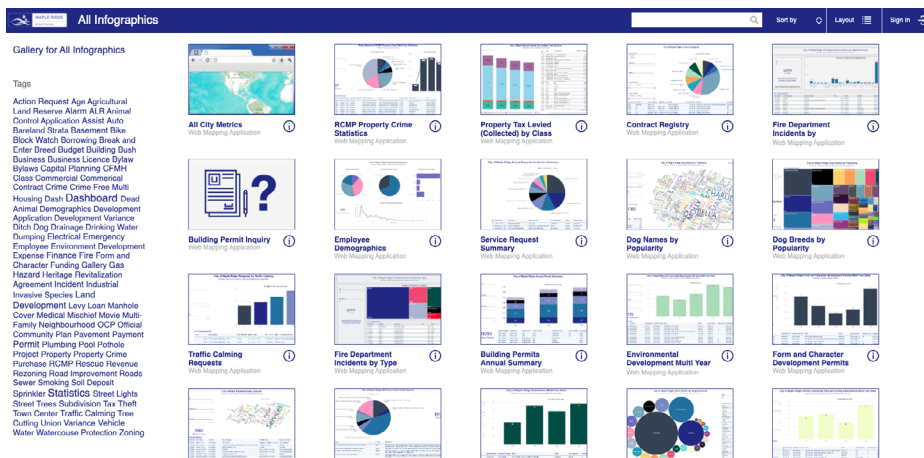 MAPLE RIDGE
All Infographics
Sort by
Layout
Sign In
Gallery for All Infographics
Tags
Action Request Age Agricultural
Land Reserve Alarm ALR Animal
Control Application Assist Auto
Bareland Strata Basement Bike
Block Watch Borrowing Break and
Enter Breed Budget Building Bush
Business Business Licence Bylaw
Bylaws Capital Planning CFMH
Class Commercial Commerical
Contract Crime Crime Free Multi
Housing Dash Dashboard Dead
Animal Demographics Development
Application Development Variance
Ditch Dog Drainage Drinking Water
Dumping Electrical Emergency
Employee Environment Development
Expense Finance Fire Form and
Character Funding Gallery Gas
Hazard Heritage Revitalization
Agreement Incident Industrial
Invasive Species Land
Development Levy Loan Manhole
Cover Medical Mischief Movie Multi-
Family Neighbourhood OCP Official
Community Plan Pavement Payment
Permit Plumbing Pool Pothole
Project Property Property Crime
Purchase RCMP Rescue Revenue
Rezoning Road Improvement Roads
Sewer Smoking Soil Deposit
Sprinkler Statistics Street Lights
Street Trees Subdivision Tax Theft
Town Center Traffic Calming Tree
Cutting Union Variance Vehicle
Water Watercourse Protection Zoning
All City Metrics
Web Mapping Application
RCMP Property Crime
Statistics
Web Mapping Application
Property Tax Levied
(Collected) by Class
Web Mapping Application
Contract Registry
Web Mapping Application
Fire Department
Incidents by
Web Mapping Application
Building Permit Inquiry
Web Mapping Application
Employee
Demographics
Web Mapping Application
Service Request
Summary
Web Mapping Application
Dog Names by
Popularity
Web Mapping Application
Dog Breeds by
Popularity
Web Mapping Application
Traffic Calming
Requests
Web Mapping Application
Fire Department
Incidents by Type
Web Mapping Application
Building Permits
Annual Summary
Web Mapping Application
Environmental
Development Multi Year
Web Mapping Application
Form and Character
Development Permits
Web Mapping Application